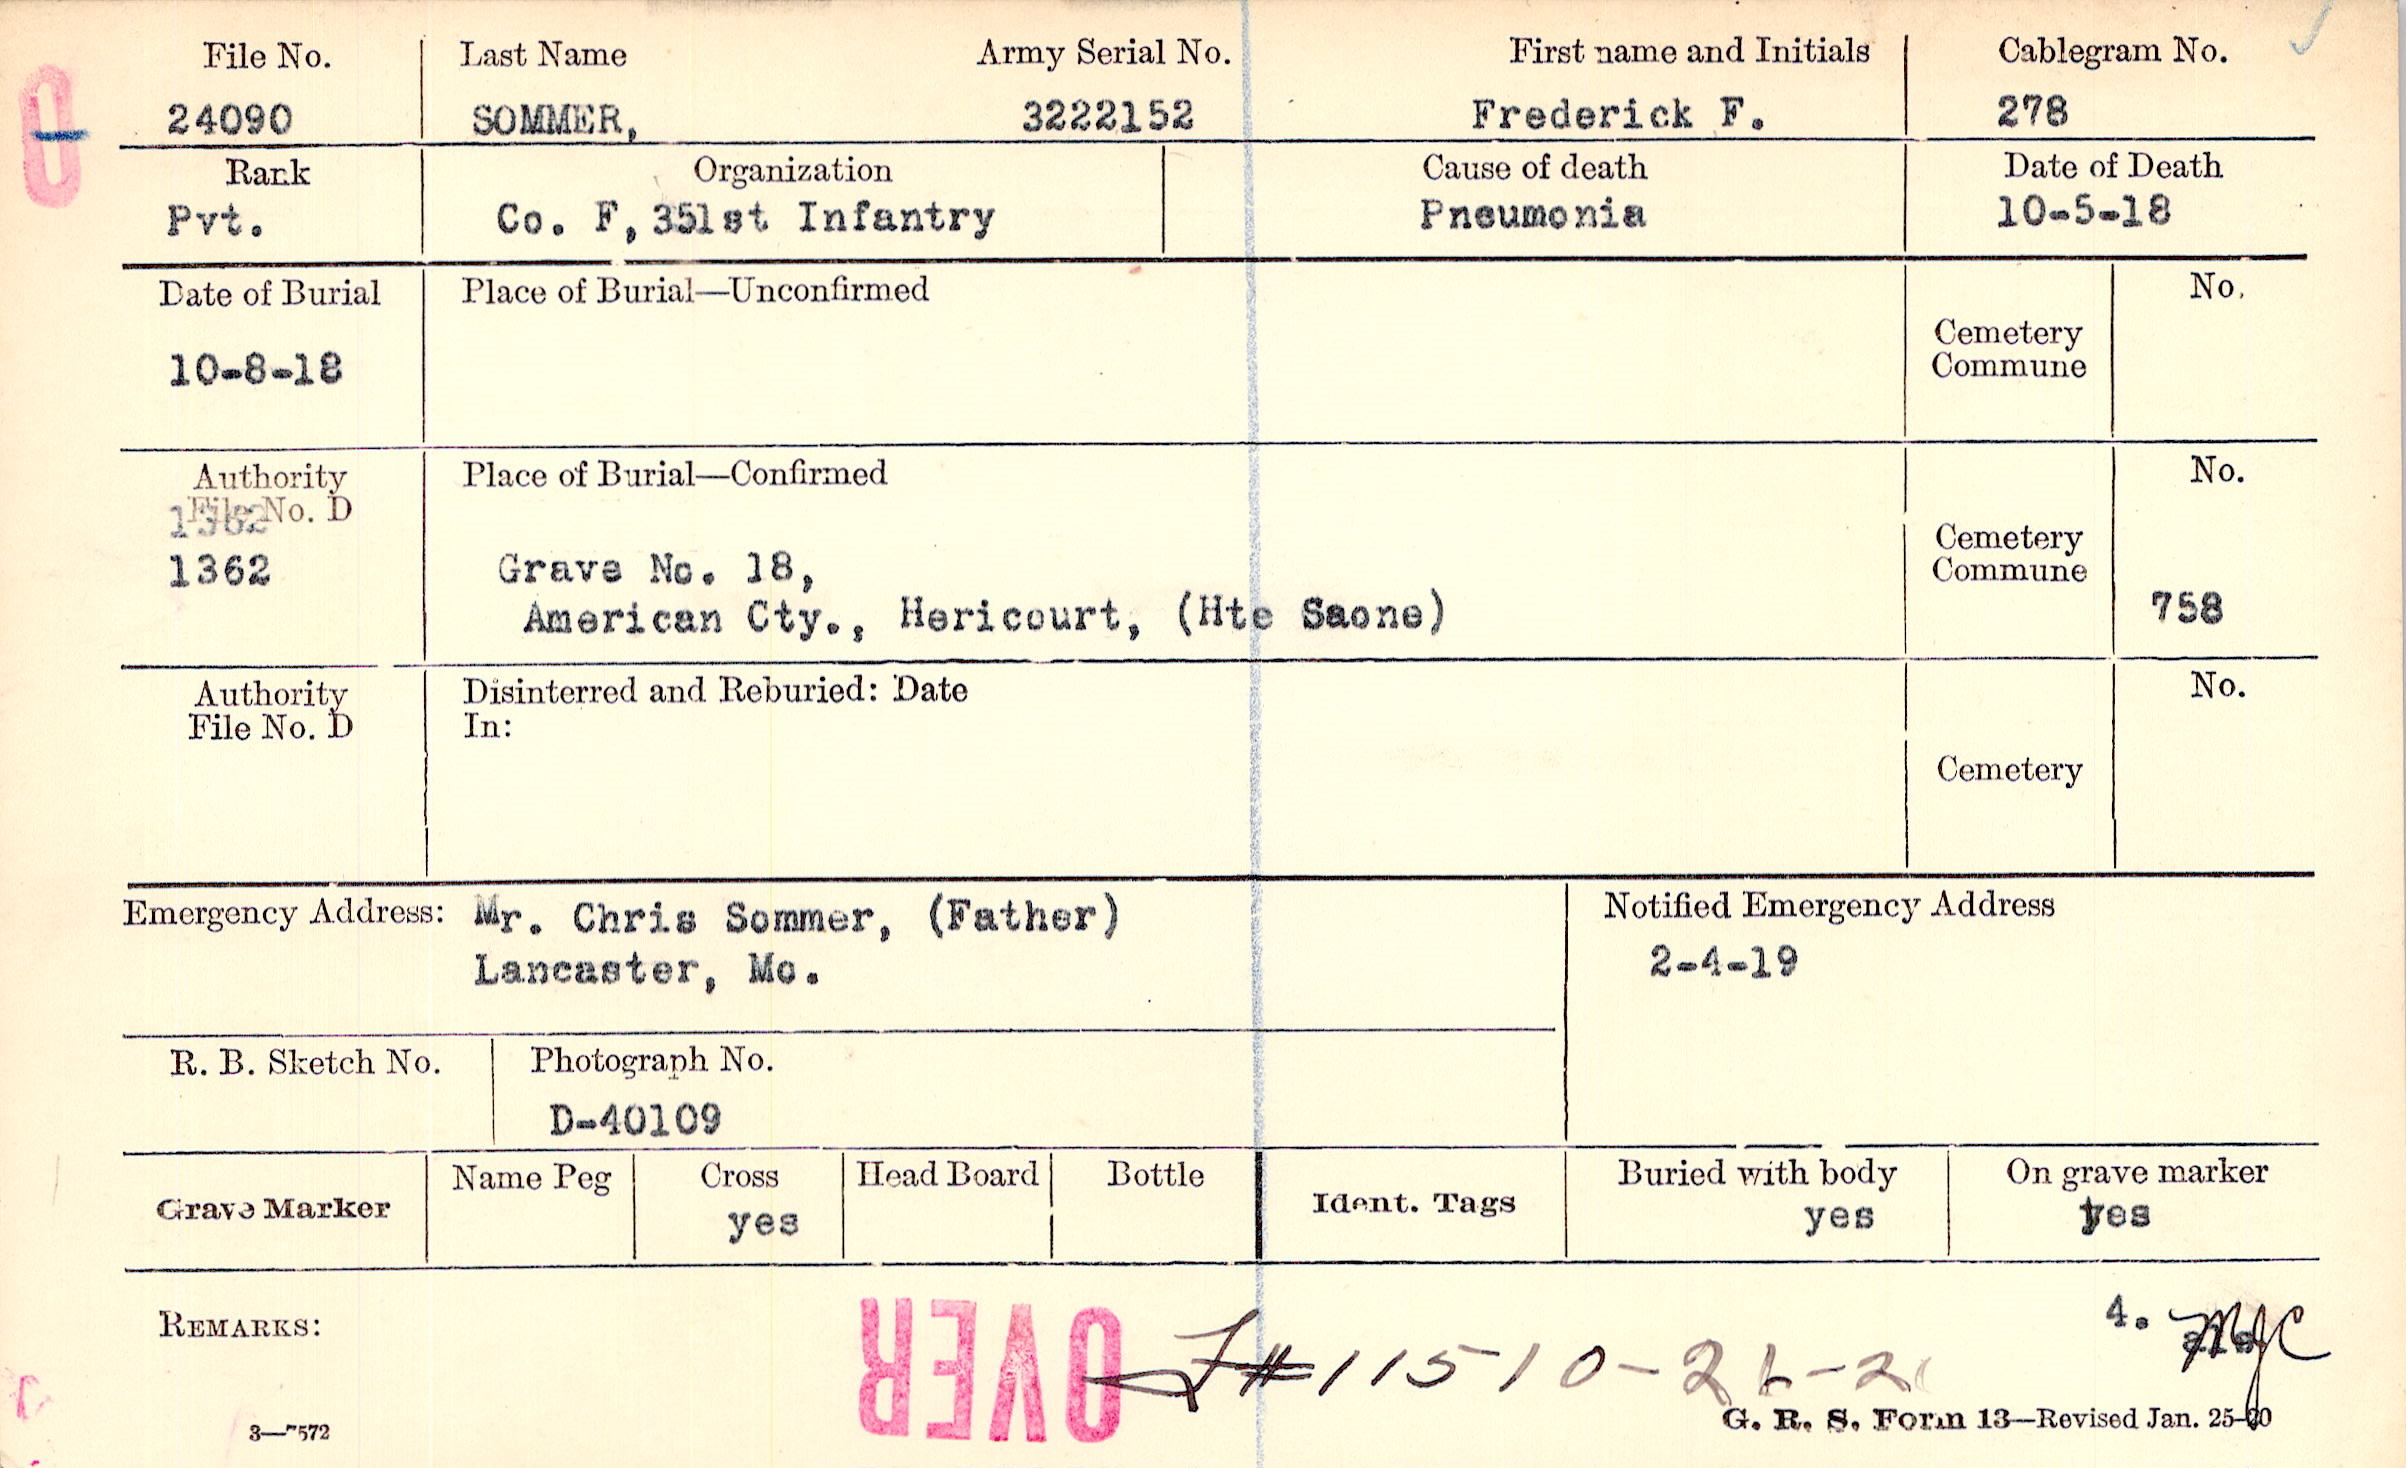 File No. Last Name Army Serial No. First name and Initials Cablegram No.
24090 SOMMER, 3222152 Frederick F. 278
Rank Organization Cause of death Date of Death
Pvt. Co. F, 351st Infantry Pneumonia 10-5-18
Date of Burial Place of Burial—Unconfirmed No.
Cemetery
Commune
10-8-18
Authority Place of Burial—Confirmed No.
File No. D
1362
1362 Grave No. 18,
Cemetery
Commune
American Cty., Hericourt, (Hte Saone) 758
Authority Disinterred and Reburied: Date No.
File No. D In:
Cemetery
Emergency Address: Mr. Chris Sommer, (Father) Notified Emergency Address
Lancaster, Mo. 2-4-19
R. B. Sketch No. Photograph No.
D-40109
Grave Marker Name Peg Cross Head Board Bottle Ident. Tags Buried with body On grave marker
yes yes yes
REMARKS: 4.
OVER
MJC
3—7572 G. R. S. Form 13—Revised Jan. 25-20